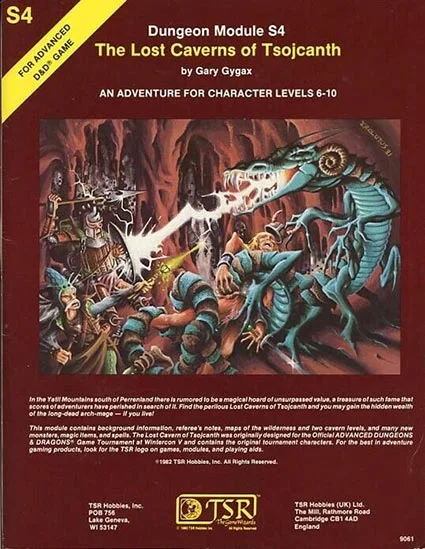 S4
FOR ADVANCED
D&D® GAME
Dungeon Module S4
The Lost Caverns of Tsojcanth
by Gary Gygax
AN ADVENTURE FOR CHARACTER LEVELS 6-10
In the Yatil Mountains south of Perrenland there is rumored to be a magical hoard of unsurpassed value, a treasure of such fame that
scores of adventurers have perished in search of it. Find the perilous Lost Caverns of Tsojcanth and you may gain the hidden wealth
of the long-dead arch-mage — if you live!
This module contains background information, referee's notes, maps of the wilderness and two cavern levels, and many new
monsters, magic items, and spells. The Lost Cavern of Tsojcanth was originally designed for the Official ADVANCED DUNGEONS
& DRAGONS® Game Tournament at Wintercon V and contains the original tournament characters. For the best in adventure
gaming products, look for the TSR logo on games, modules, and playing aids.
©1982 TSR Hobbies, Inc. All Rights Reserved.
TSR Hobbies, Inc.
POB 756
Lake Geneva,
WI 53147
TSR
The Game Wizards
TSR Hobbies (UK) Ltd.
The Mill, Rathmore Road
Cambridge CB1 4AD
England
9061